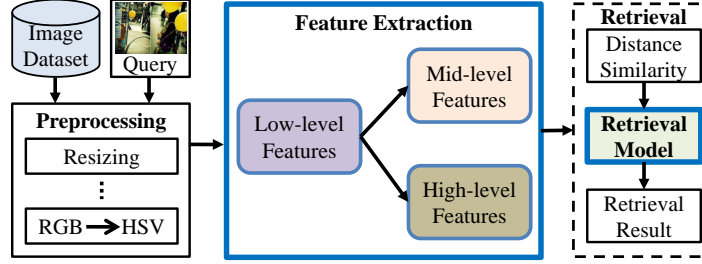 Image
Dataset
Query
Preprocessing
Resizing
⋮
RGB → HSV
Feature Extraction
Low-level
Features
Mid-level
Features
High-level
Features
Retrieval
Distance
Similarity
Retrieval
Model
Retrieval
Result